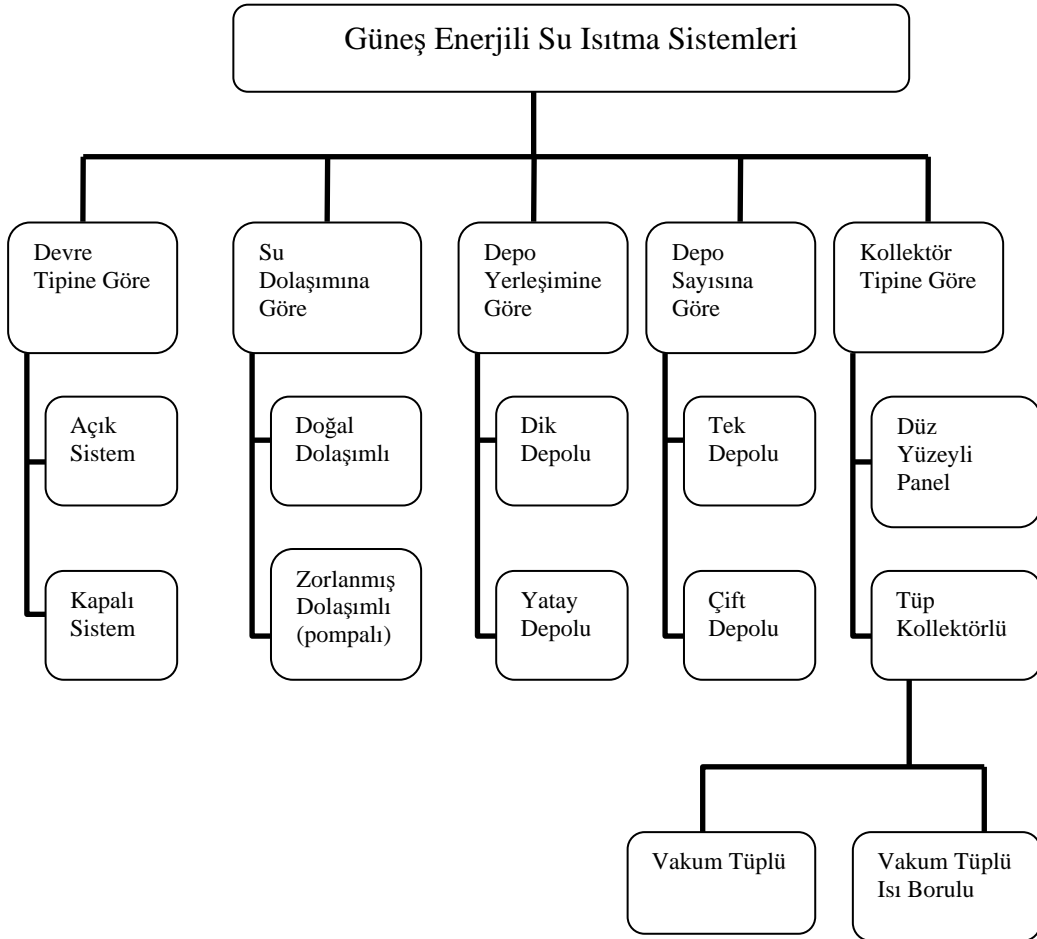 Güneş Enerjili Su Isıtma Sistemleri
Devre
Tipine Göre
Su
Dolaşımına
Göre
Depo
Yerleşimine
Göre
Depo
Sayısına
Göre
Kollektör
Tipine Göre
Açık
Sistem
Doğal
Dolaşımlı
Dik
Depolu
Tek
Depolu
Düz
Yüzeyli
Panel
Kapalı
Sistem
Zorlanmış
Dolaşımlı
(pompalı)
Yatay
Depolu
Çift
Depolu
Tüp
Kollektörlü
Vakum Tüplü
Vakum Tüplü
Isı Borulu